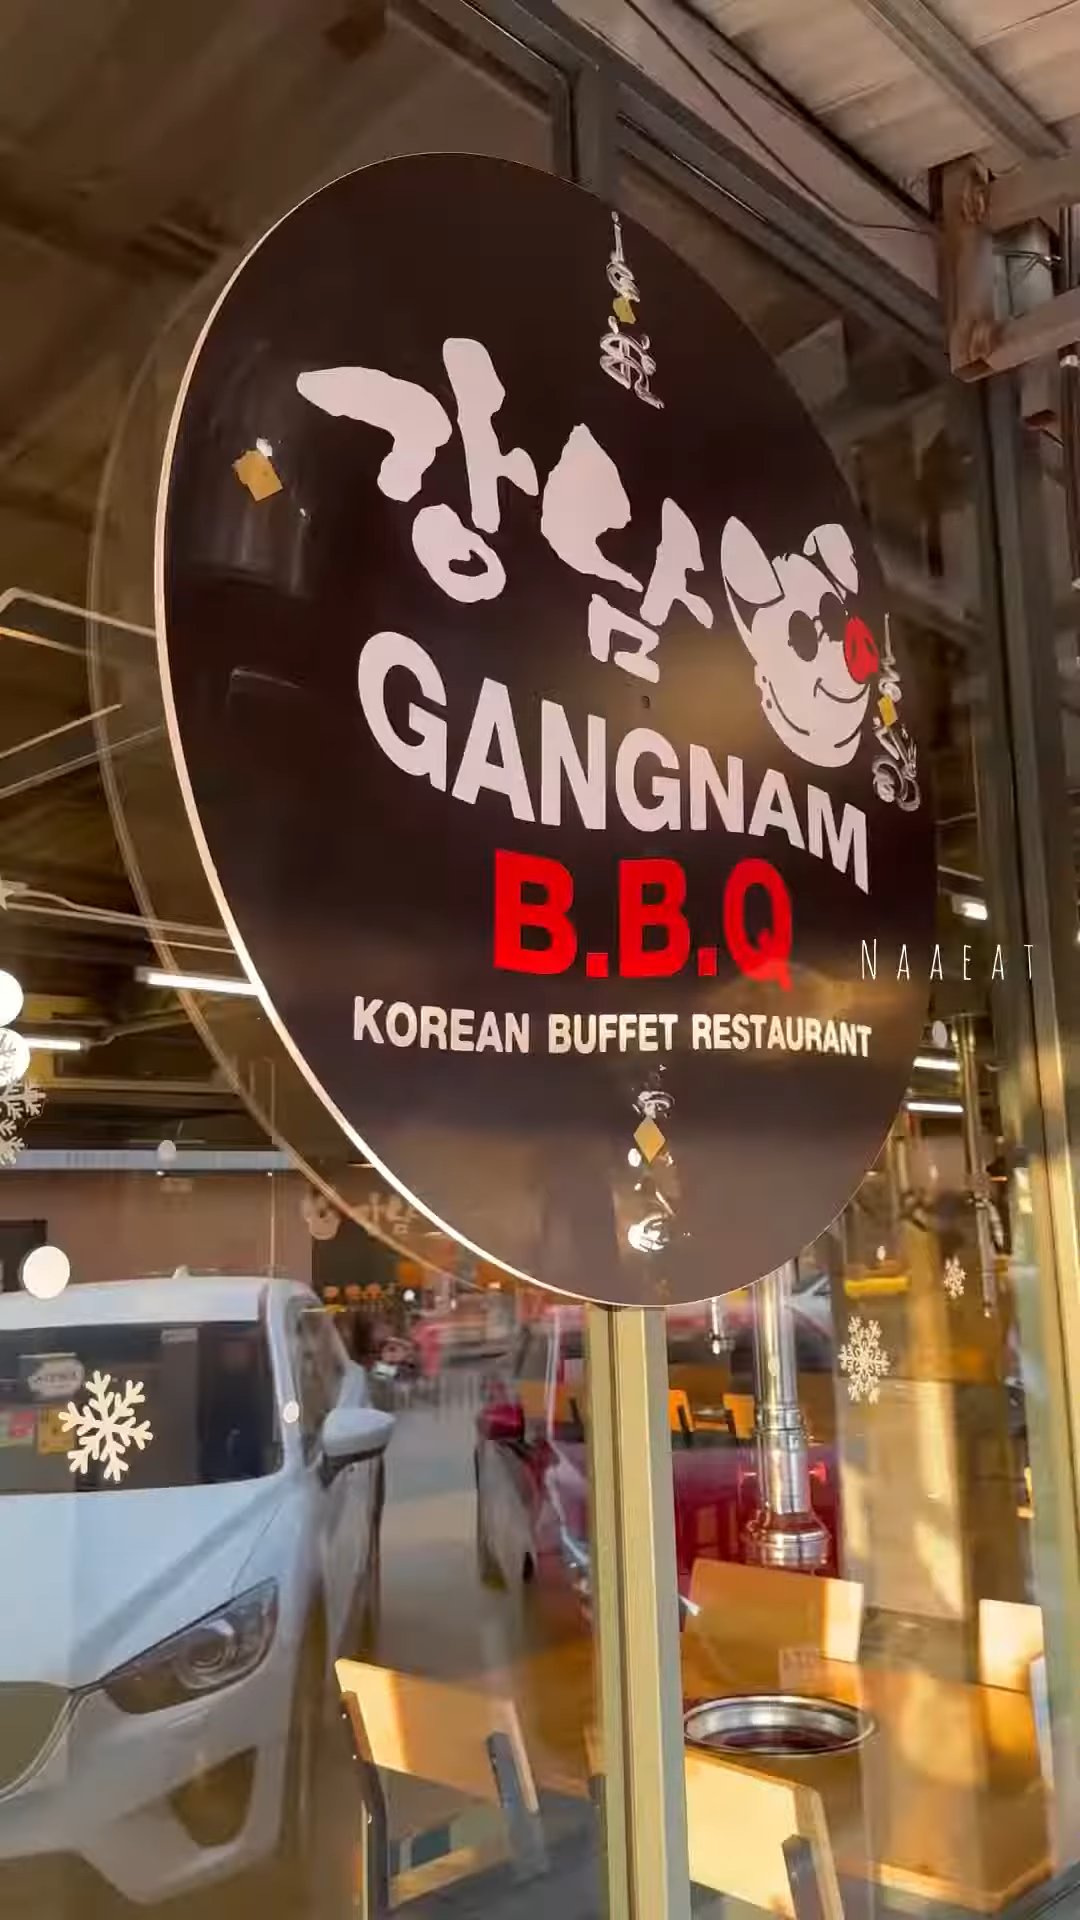 강남
GANGNAM
B.B.Q
KOREAN BUFFET RESTAURANT
NAAEAT